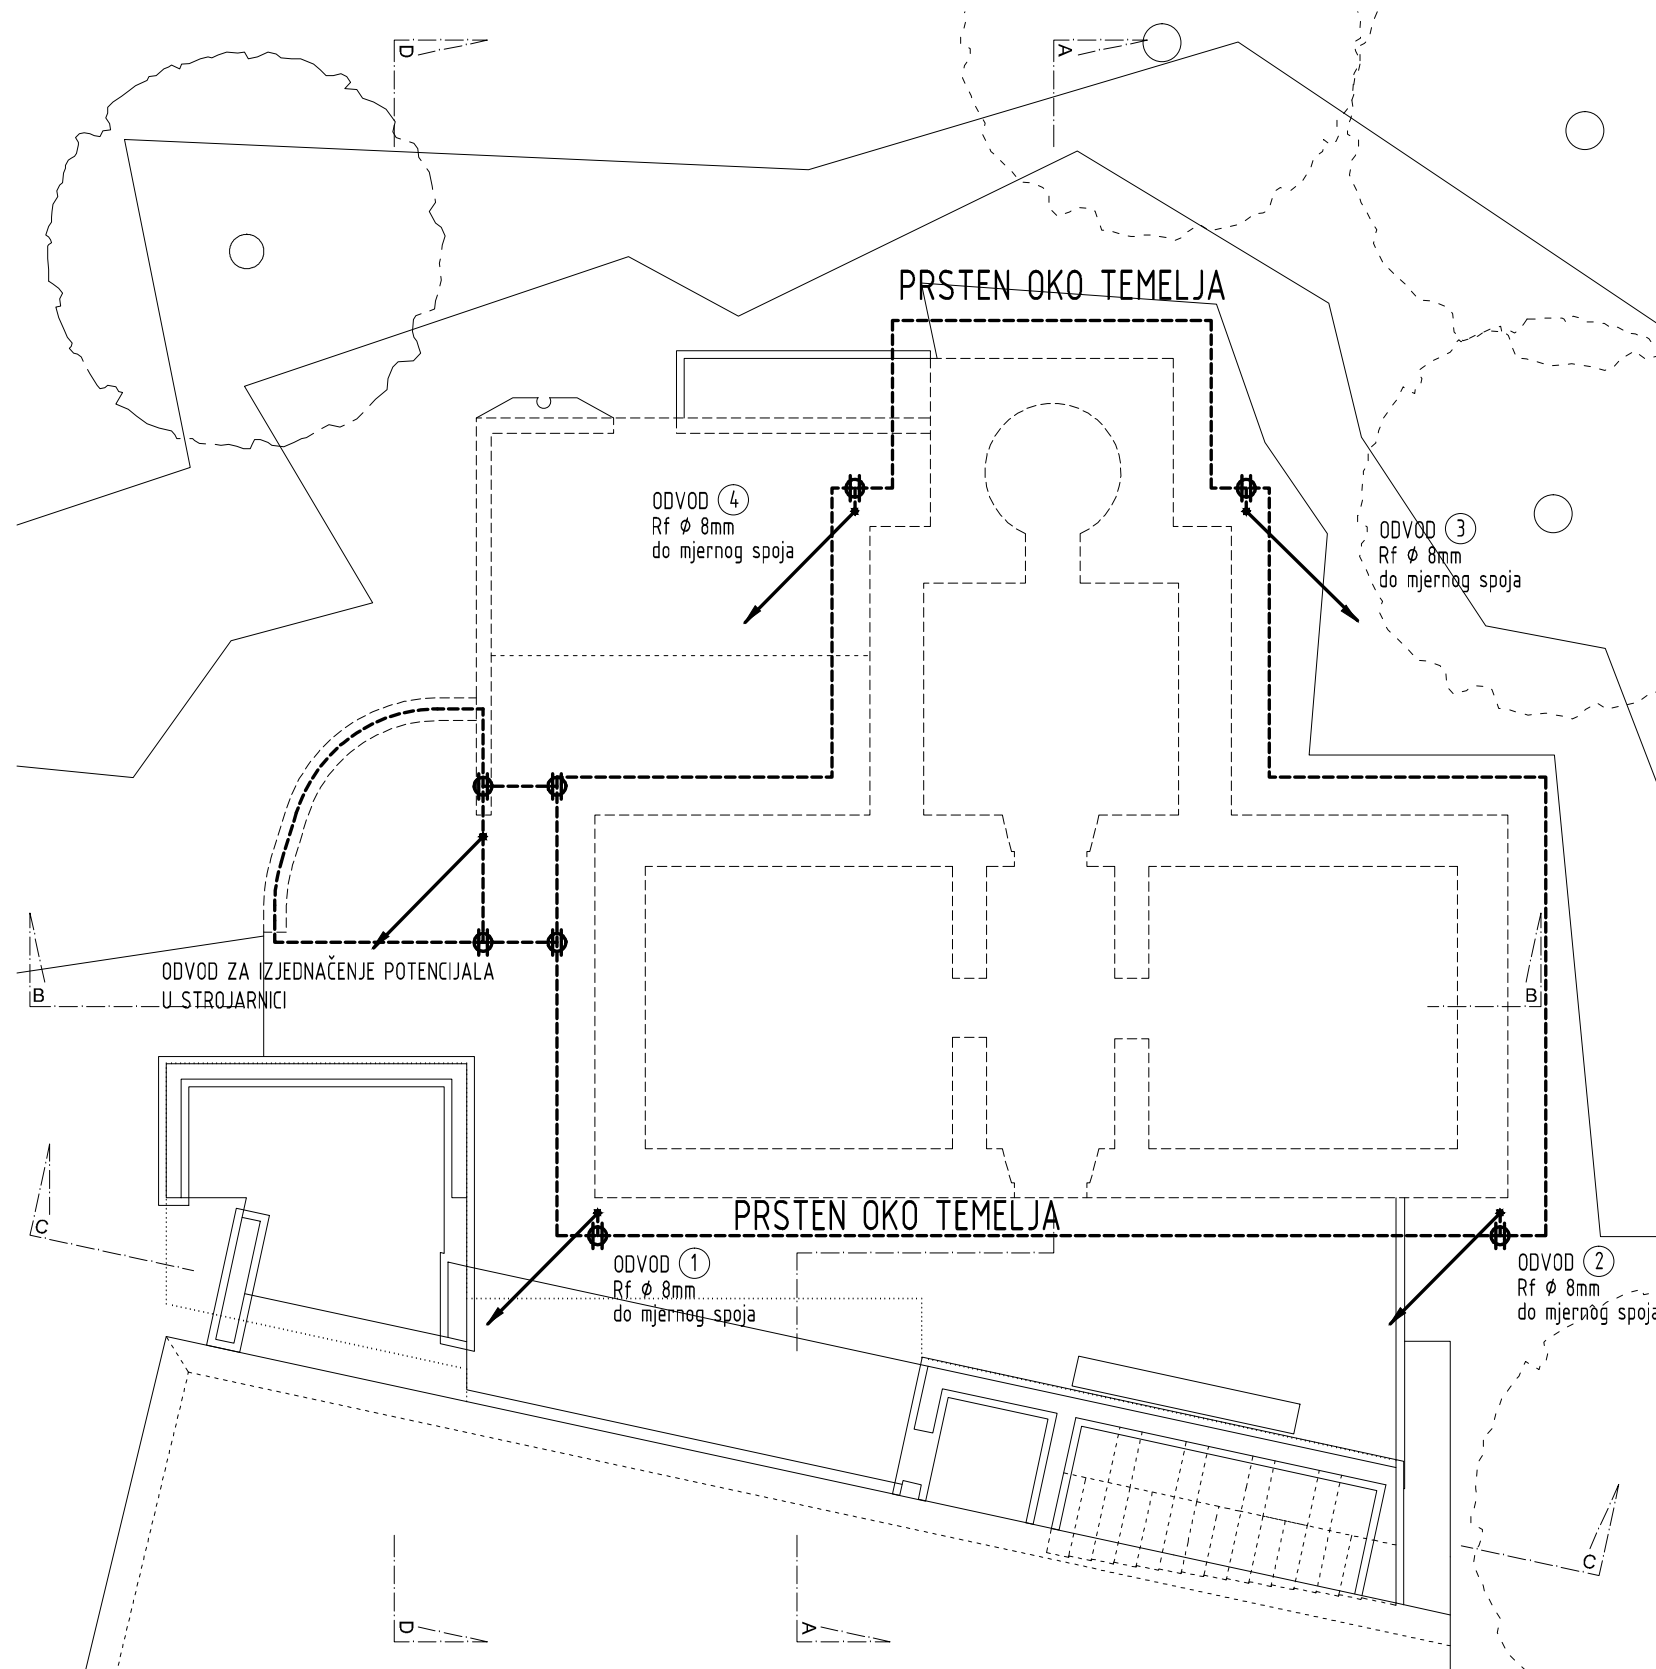 D
A
PRSTEN OKO TEMELJA
ODVOD 4
Rf ϕ 8mm
do mjernog spoja
ODVOD 3
Rf ϕ 8mm
do mjernog spoja
ODVOD ZA IZJEDNAČENJE POTENCIJALA
U STROJARNICI
B
B
C
PRSTEN OKO TEMELJA
ODVOD 1
Rf ϕ 8mm
do mjernog spoja
ODVOD 2
Rf ϕ 8mm
do mjernog spoja
C
D
A